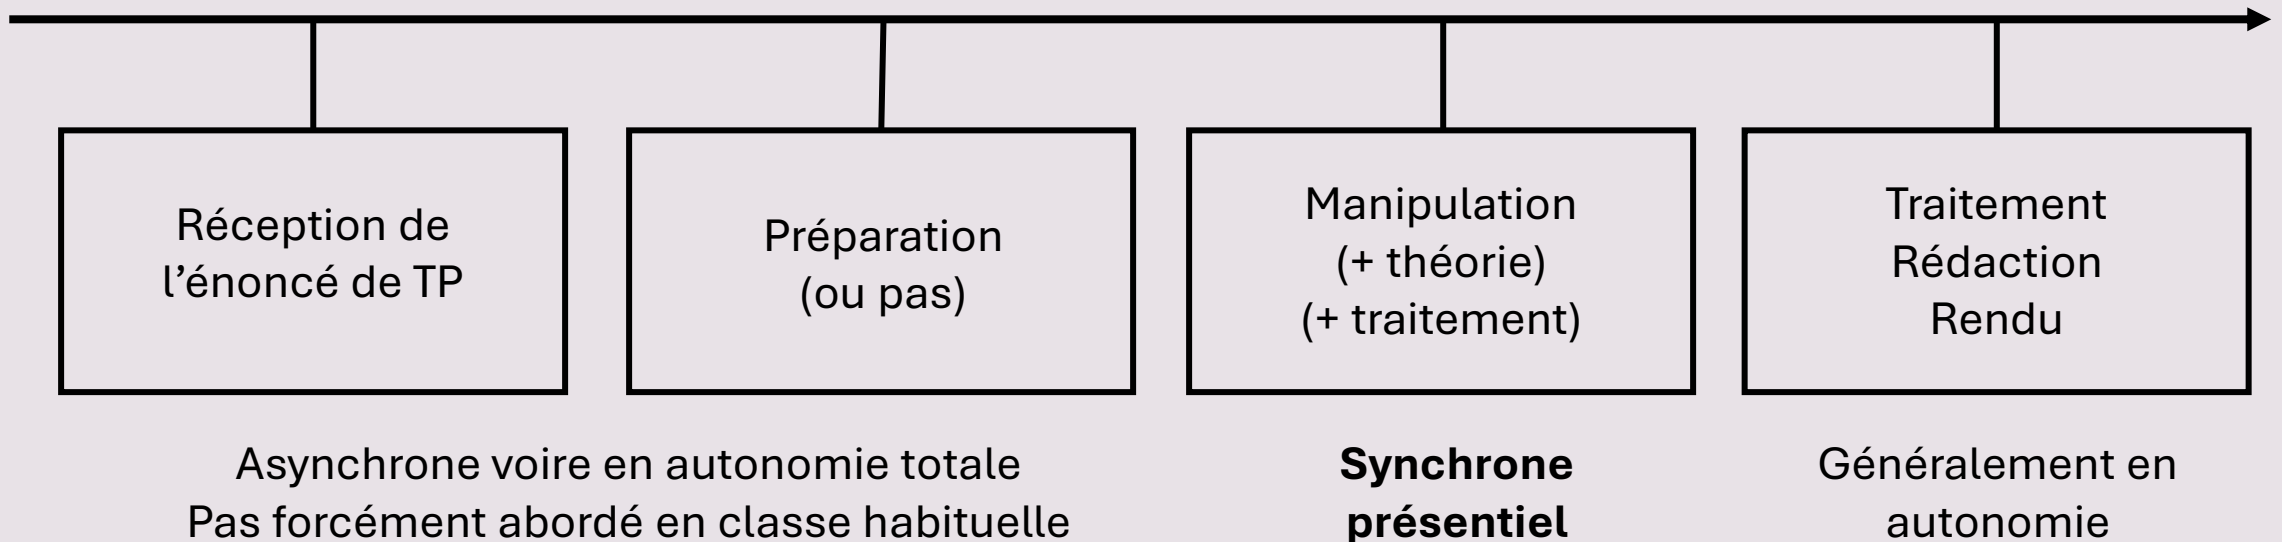 Réception de
l’énoncé de TP
Préparation
(ou pas)
Manipulation
(+ théorie)
(+ traitement)
Traitement
Rédaction
Rendu
Asynchrone voire en autonomie totale
Pas forcément abordé en classe habituelle
Synchrone
présentiel
Généralement en
autonomie